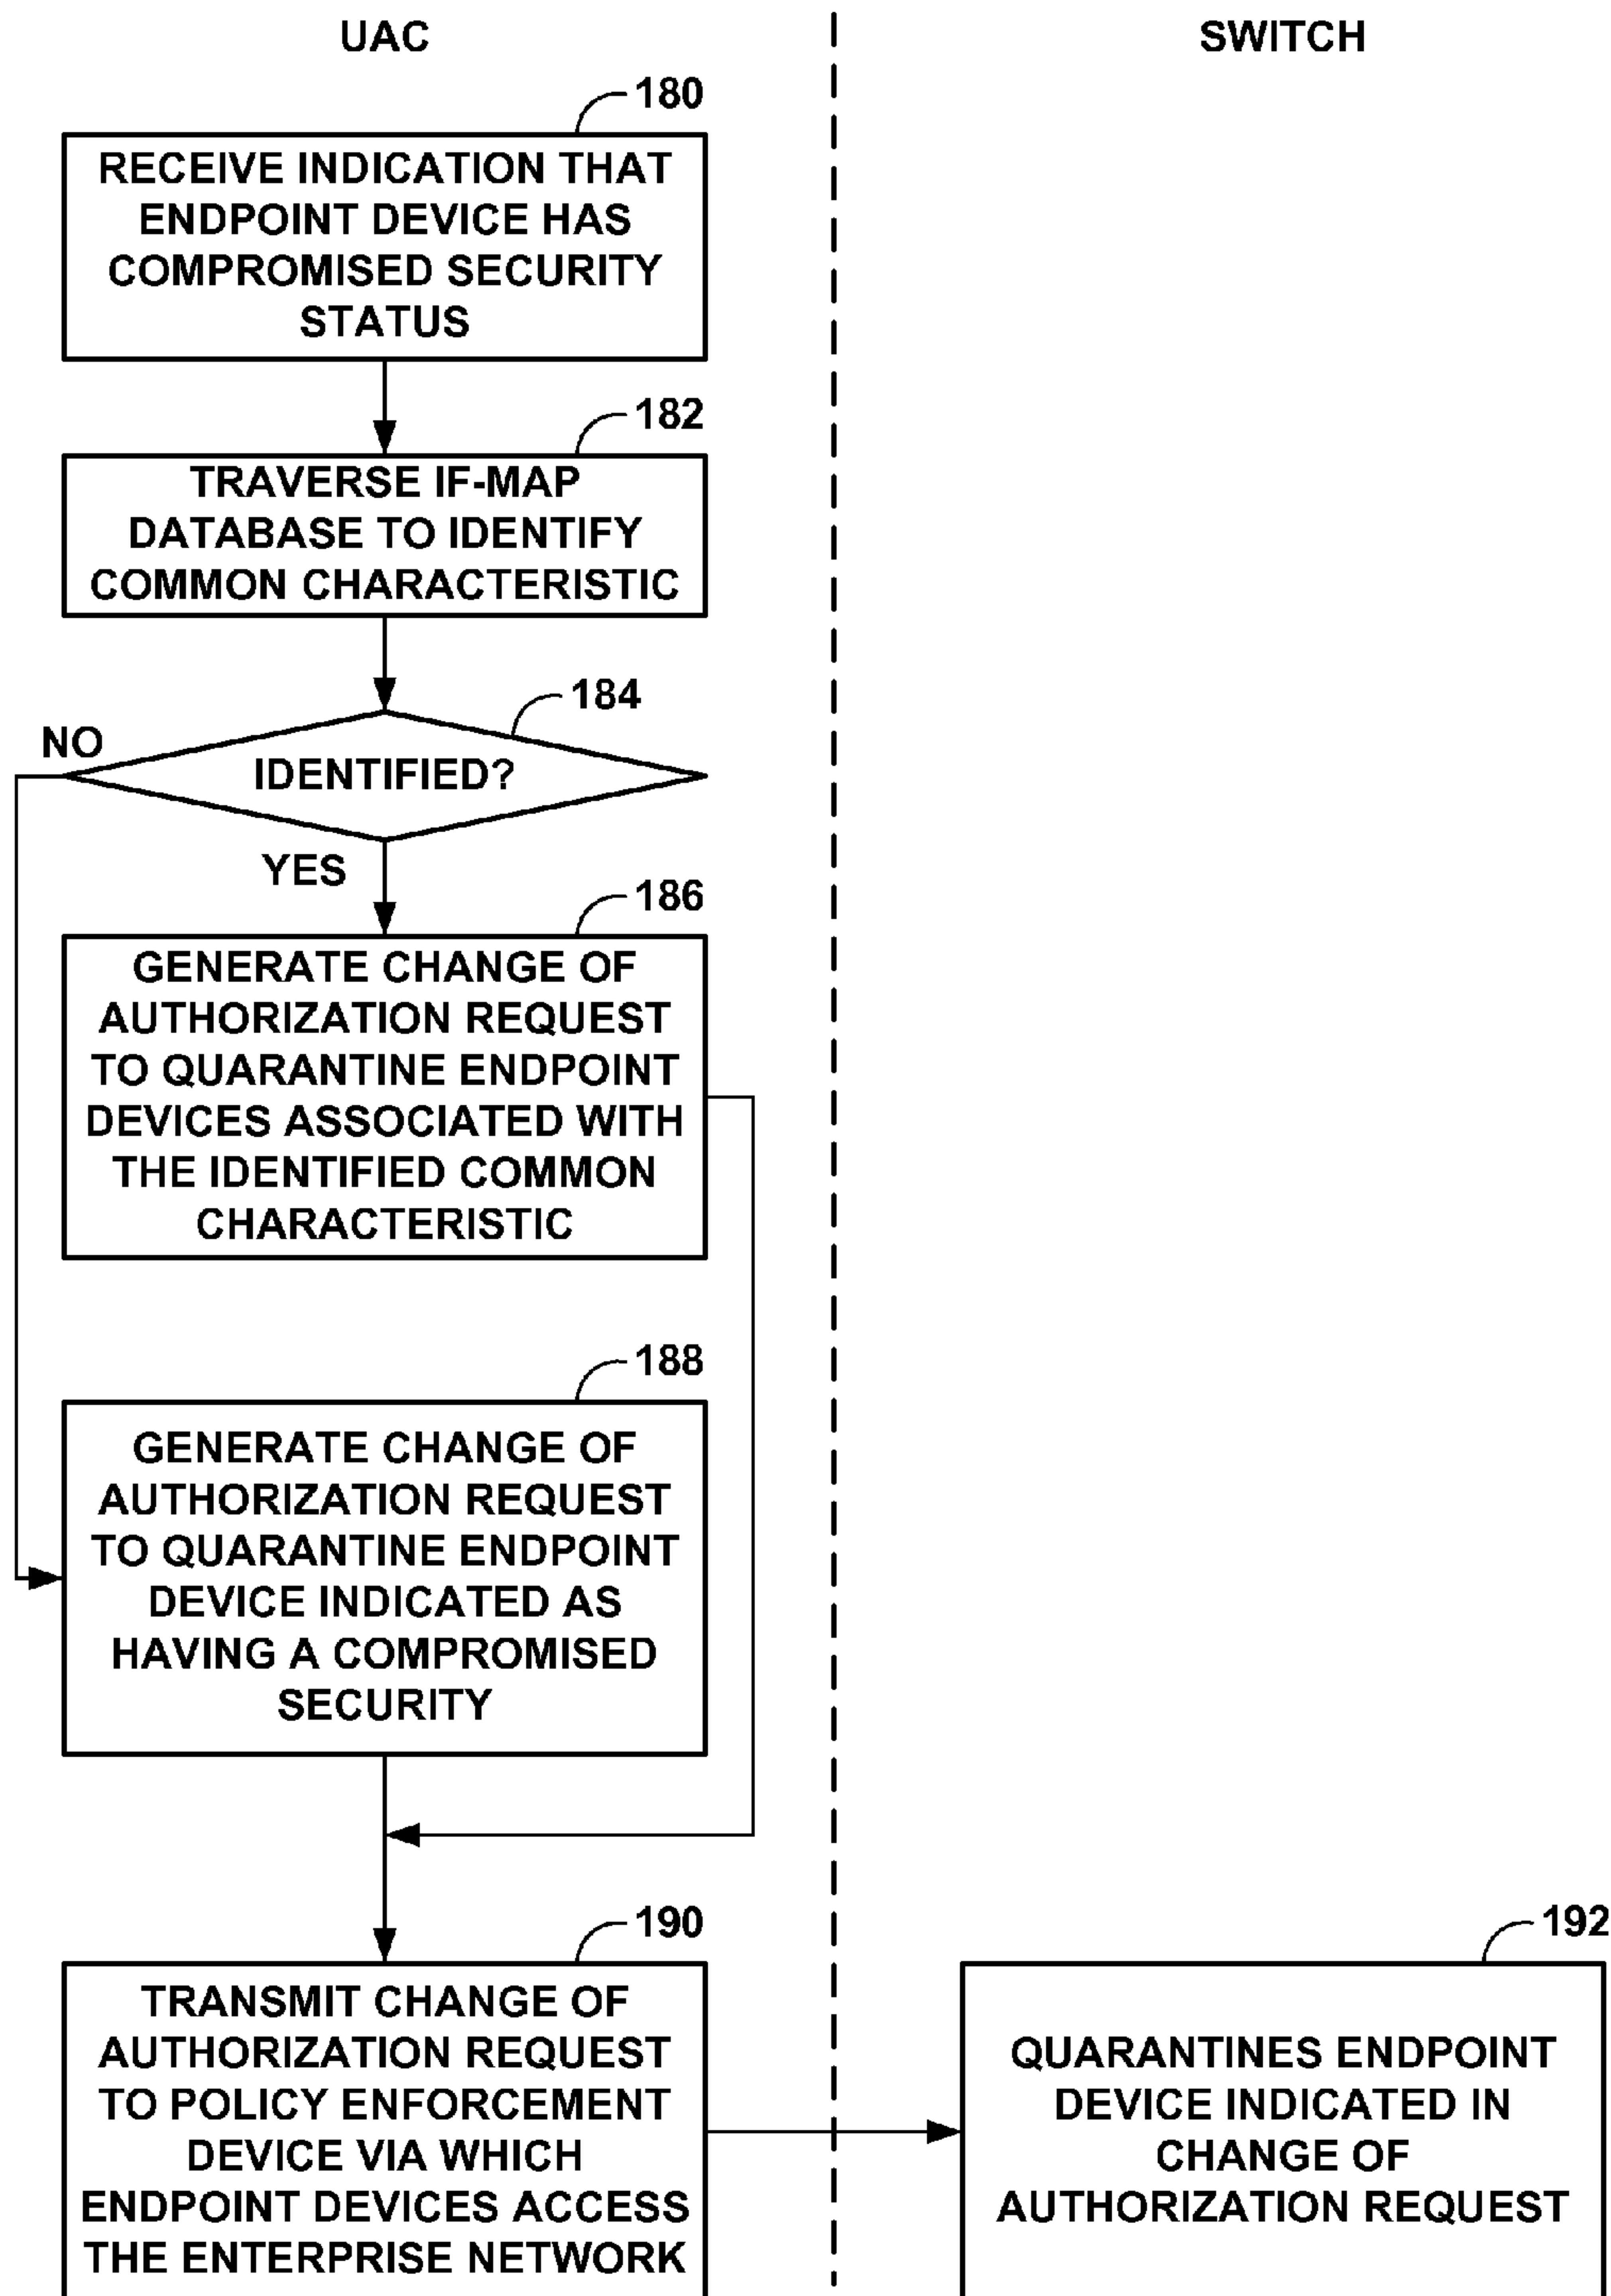 UAC
SWITCH
180
RECEIVE INDICATION THAT
ENDPOINT DEVICE HAS
COMPROMISED SECURITY
STATUS
182
TRAVERSE IF-MAP
DATABASE TO IDENTIFY
COMMON CHARACTERISTIC
184
NO
IDENTIFIED?
YES
186
GENERATE CHANGE OF
AUTHORIZATION REQUEST
TO QUARANTINE ENDPOINT
DEVICES ASSOCIATED WITH
THE IDENTIFIED COMMON
CHARACTERISTIC
188
GENERATE CHANGE OF
AUTHORIZATION REQUEST
TO QUARANTINE ENDPOINT
DEVICE INDICATED AS
HAVING A COMPROMISED
SECURITY
190
TRANSMIT CHANGE OF
AUTHORIZATION REQUEST
TO POLICY ENFORCEMENT
DEVICE VIA WHICH
ENDPOINT DEVICES ACCESS
THE ENTERPRISE NETWORK
192
QUARANTINES ENDPOINT
DEVICE INDICATED IN
CHANGE OF
AUTHORIZATION REQUEST